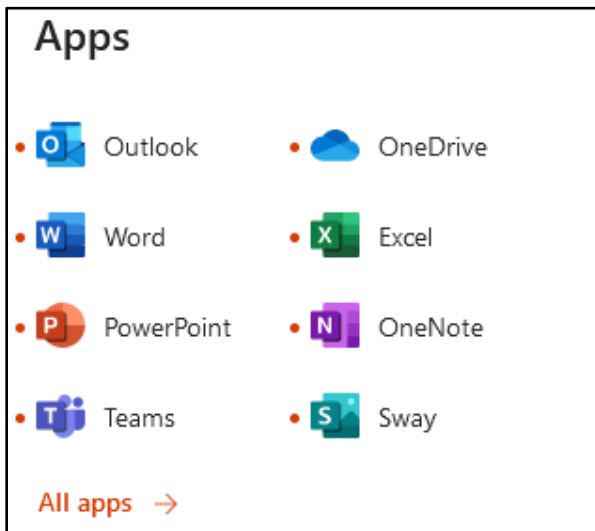 Apps
Outlook
OneDrive
Word
Excel
PowerPoint
OneNote
Teams
Sway
All apps →